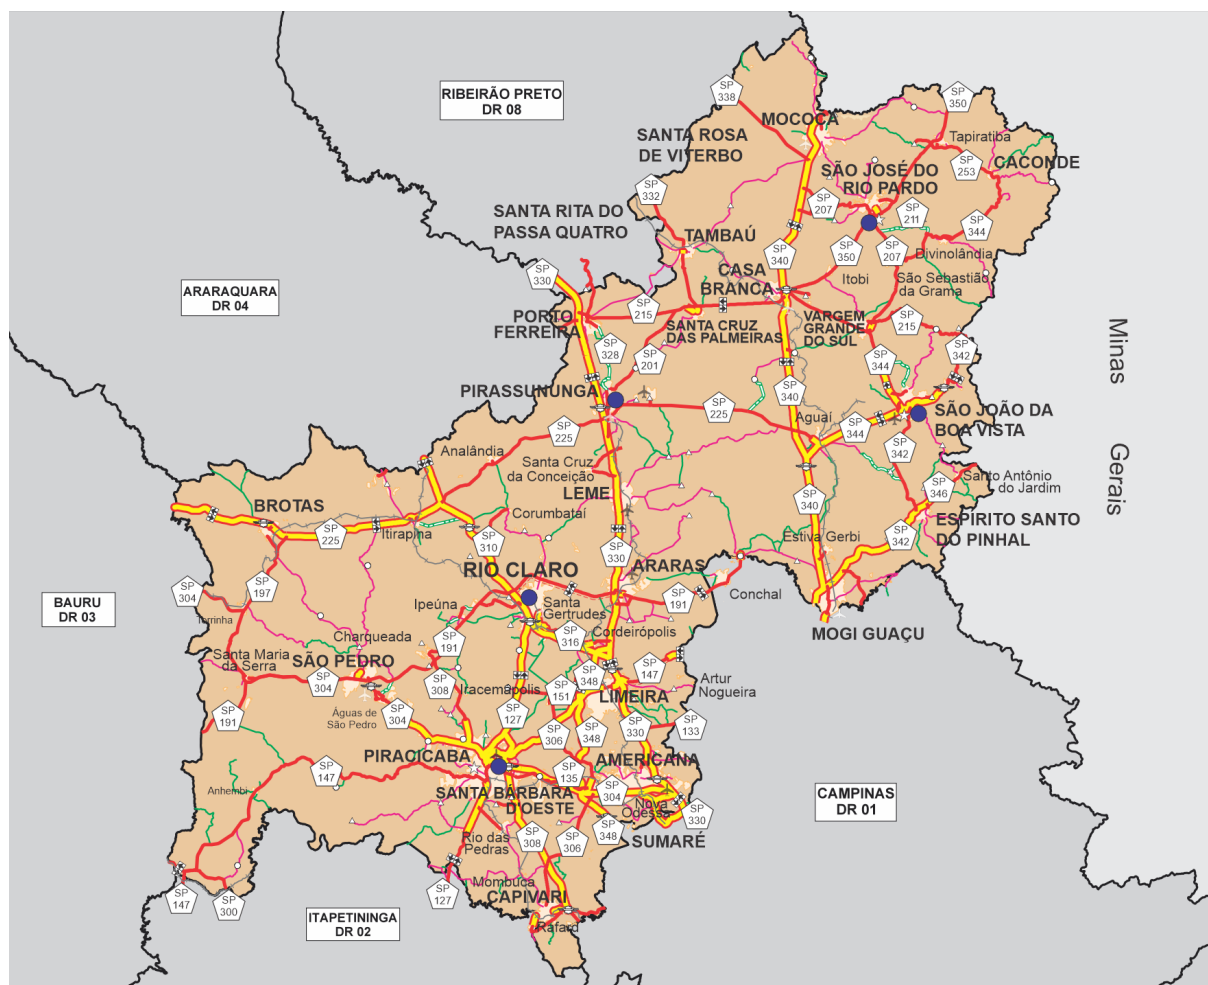 SP
338
SP
350
RIBEIRÃO PRETO
DR 08
MOCOCA
SANTA ROSA
DE VITERBO
Tapiratiba
CACONDE
SP
253
SÃO JOSÉ DO
RIO PARDO
SP
332
SP
207
SP
211
SP
344
SANTA RITA DO
PASSA QUATRO
TAMBAÚ
SP
340
SP
350
SP
207
Divinolândia
SP
330
CASA
BRANCA
Itobi
São Sebastião
da Grama
ARARAQUARA
DR 04
SP
215
PORTO
FERREIRA
SANTA CRUZ
DAS PALMEIRAS
VARGEM
GRANDE
DO SUL
SP
215
SP
328
SP
201
SP
344
SP
342
Minas
Gerais
PIRASSUNUNGA
SP
340
SP
225
Aguaí
SÃO JOÃO DA
BOA VISTA
SP
225
SP
344
SP
342
Analândia
Santa Cruz
da Conceição
SP
346
Santo Antônio
do Jardim
LEME
BROTAS
Corumbataí
SP
340
ESPÍRITO SANTO
DO PINHAL
SP
225
Itirapina
SP
310
SP
342
Estiva Gerbi
SP
330
RIO CLARO
ARARAS
SP
304
SP
197
Conchal
BAURU
DR 03
Ipeúna
Santa
Gertrudes
SP
191
Torrinha
MOGI GUAÇU
Charqueada
SP
191
SP
316
Cordeirópolis
Santa Maria
da Serra
SÃO PEDRO
SP
304
SP
308
SP
348
SP
147
Artur
Nogueira
Iracemápolis
SP
151
LIMEIRA
SP
191
Águas de
São Pedro
SP
304
SP
127
SP
306
SP
348
SP
330
SP
133
PIRACICABA
AMERICANA
SP
147
SP
135
Anhembi
SANTA BÁRBARA
D'OESTE
SP
304
Nova
Odessa
CAMPINAS
DR 01
SP
330
SP
348
SUMARÉ
Rio das
Pedras
SP
308
SP
306
Mombuca
CAPIVARI
SP
147
SP
300
SP
127
ITAPETININGA
DR 02
Rafard